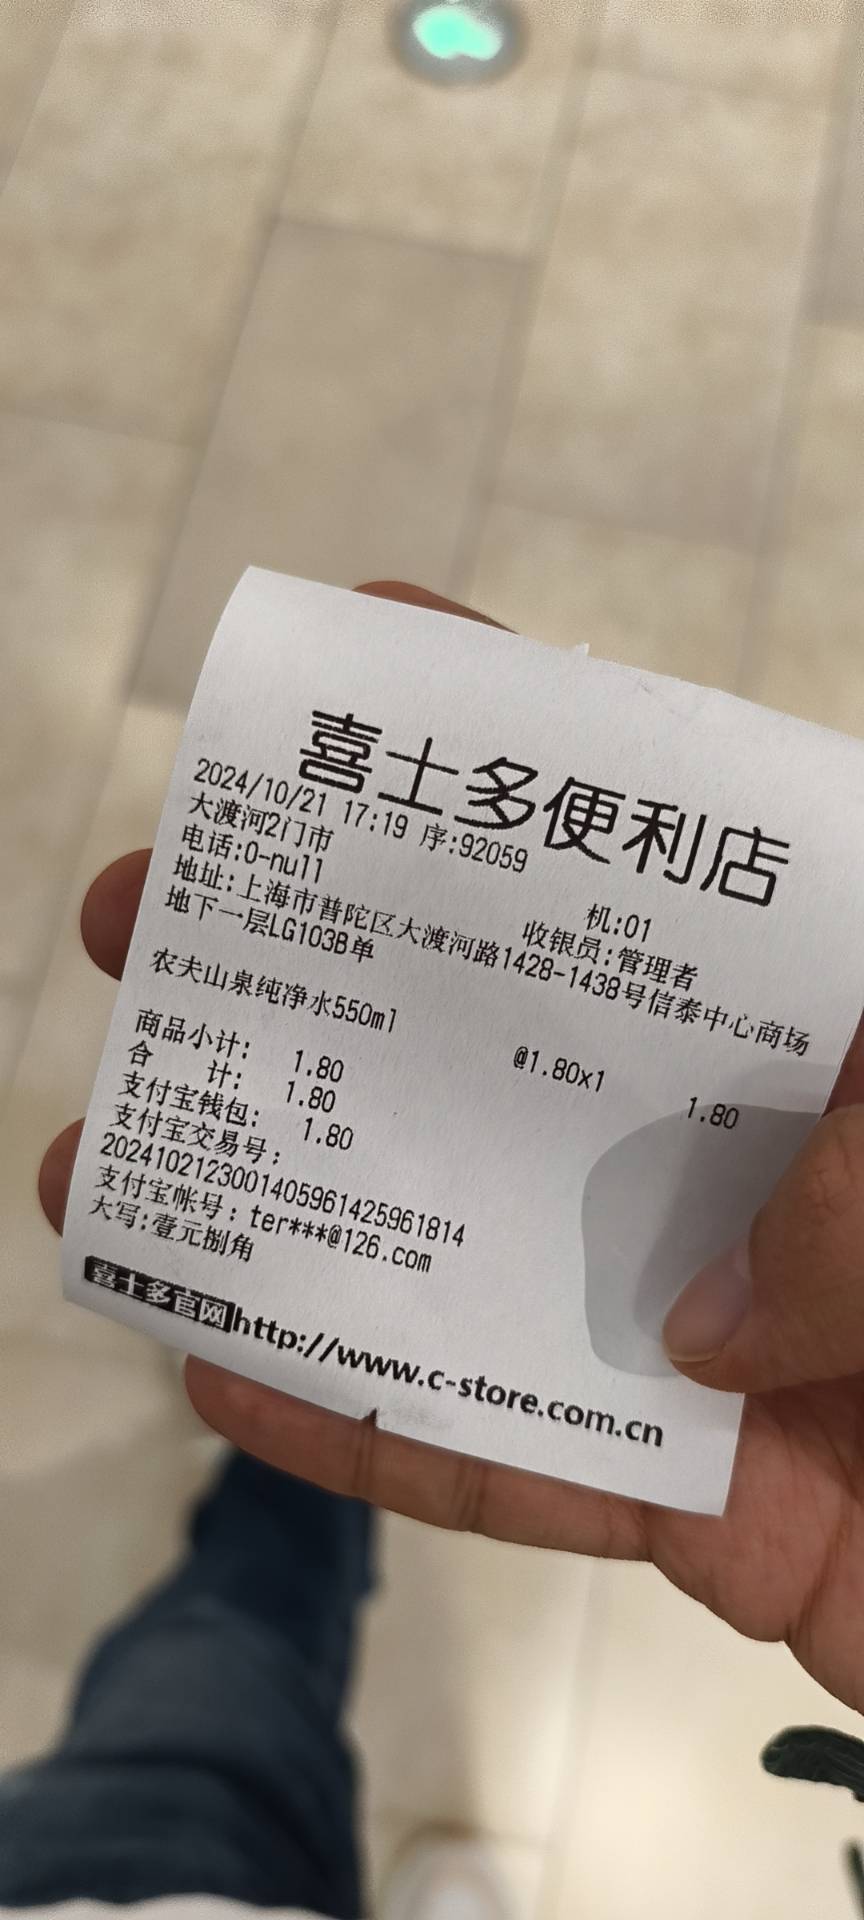 喜士多便利店
2024/10/21 17:19 序:92059
大渡河2门市 机:01
电话:0-null 收银员:管理者
地址:上海市普陀区大渡河路1428-1438号信泰中心商场
地下一层LG103B单
农夫山泉纯净水550ml
@1.80x1 1.80
商品小计: 1.80
合 计: 1.80
支付宝钱包: 1.80
支付宝交易号:
2024102123001405961425961814
支付宝帐号:ter***@126.com
大写:壹元捌角
喜士多官网http://www.c-store.com.cn